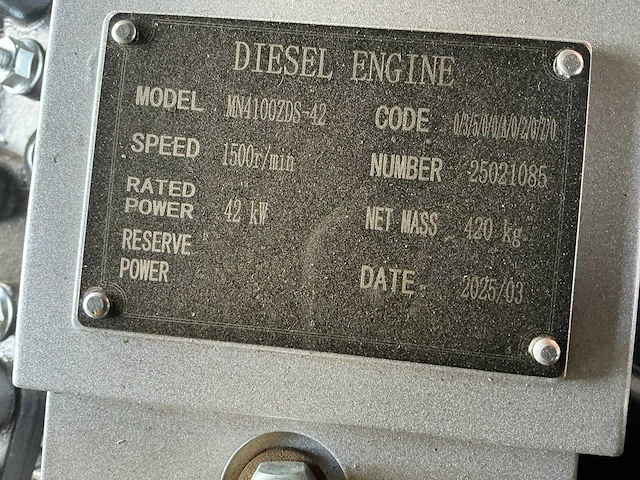 DIESEL ENGINE
MODEL MN4100ZDS-42
CODE
SPEED 1500r/min
NUMBER 25021085
RATED POWER 42 kW
NET MASS 420 kg
RESERVE POWER
DATE 2025/03